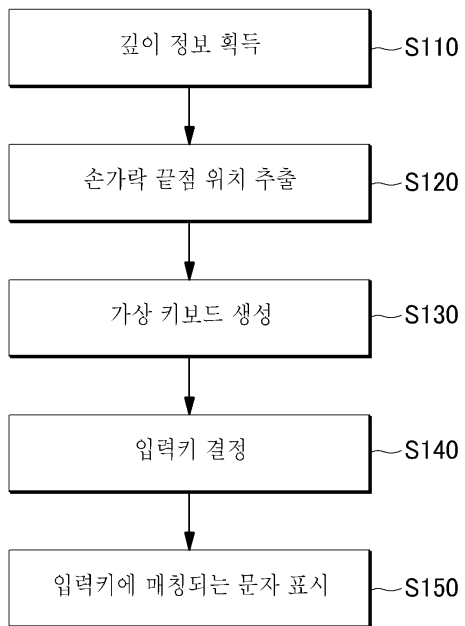 깊이 정보 획득
S110
손가락 끝점 위치 추출
S120
가상 키보드 생성
S130
입력키 결정
S140
입력키에 매칭되는 문자 표시
S150